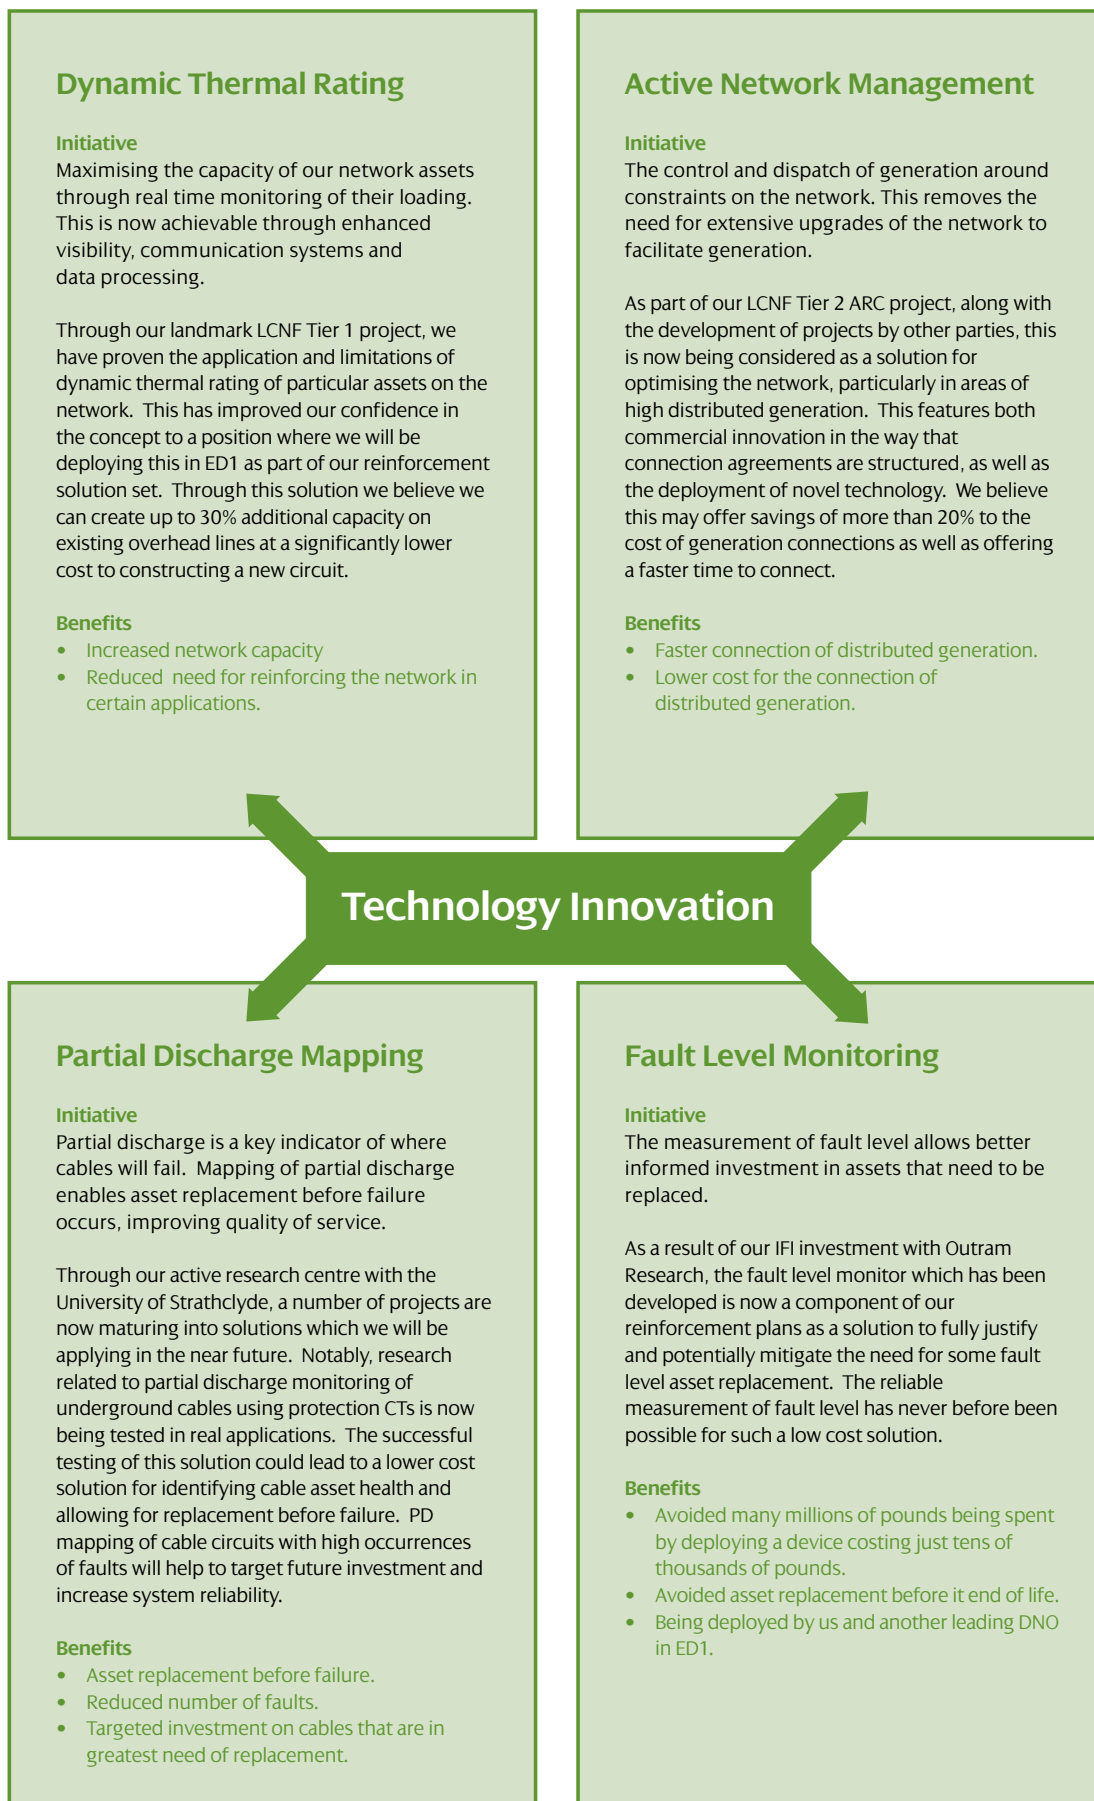 Dynamic Thermal Rating
Initiative
Maximising the capacity of our network assets
through real time monitoring of their loading.
This is now achievable through enhanced
visibility, communication systems and
data processing.
Through our landmark LCNF Tier 1 project, we
have proven the application and limitations of
dynamic thermal rating of particular assets on the
network. This has improved our confidence in
the concept to a position where we will be
deploying this in ED1 as part of our reinforcement
solution set. Through this solution we believe we
can create up to 30% additional capacity on
existing overhead lines at a significantly lower
cost to constructing a new circuit.
Benefits
• Increased network capacity
• Reduced need for reinforcing the network in
certain applications.
Active Network Management
Initiative
The control and dispatch of generation around
constraints on the network. This removes the
need for extensive upgrades of the network to
facilitate generation.
As part of our LCNF Tier 2 ARC project, along with
the development of projects by other parties, this
is now being considered as a solution for
optimising the network, particularly in areas of
high distributed generation. This features both
commercial innovation in the way that
connection agreements are structured, as well as
the deployment of novel technology. We believe
this may offer savings of more than 20% to the
cost of generation connections as well as offering
a faster time to connect.
Benefits
• Faster connection of distributed generation.
• Lower cost for the connection of
distributed generation.
Technology Innovation
Partial Discharge Mapping
Initiative
Partial discharge is a key indicator of where
cables will fail. Mapping of partial discharge
enables asset replacement before failure
occurs, improving quality of service.
Through our active research centre with the
University of Strathclyde, a number of projects are
now maturing into solutions which we will be
applying in the near future. Notably, research
related to partial discharge monitoring of
underground cables using protection CTs is now
being tested in real applications. The successful
testing of this solution could lead to a lower cost
solution for identifying cable asset health and
allowing for replacement before failure. PD
mapping of cable circuits with high occurrences
of faults will help to target future investment and
increase system reliability.
Benefits
• Asset replacement before failure.
• Reduced number of faults.
• Targeted investment on cables that are in
greatest need of replacement.
Fault Level Monitoring
Initiative
The measurement of fault level allows better
informed investment in assets that need to be
replaced.
As a result of our IFI investment with Outram
Research, the fault level monitor which has been
developed is now a component of our
reinforcement plans as a solution to fully justify
and potentially mitigate the need for some fault
level asset replacement. The reliable
measurement of fault level has never before been
possible for such a low cost solution.
Benefits
• Avoided many millions of pounds being spent
by deploying a device costing just tens of
thousands of pounds.
• Avoided asset replacement before it end of life.
• Being deployed by us and another leading DNO
in ED1.